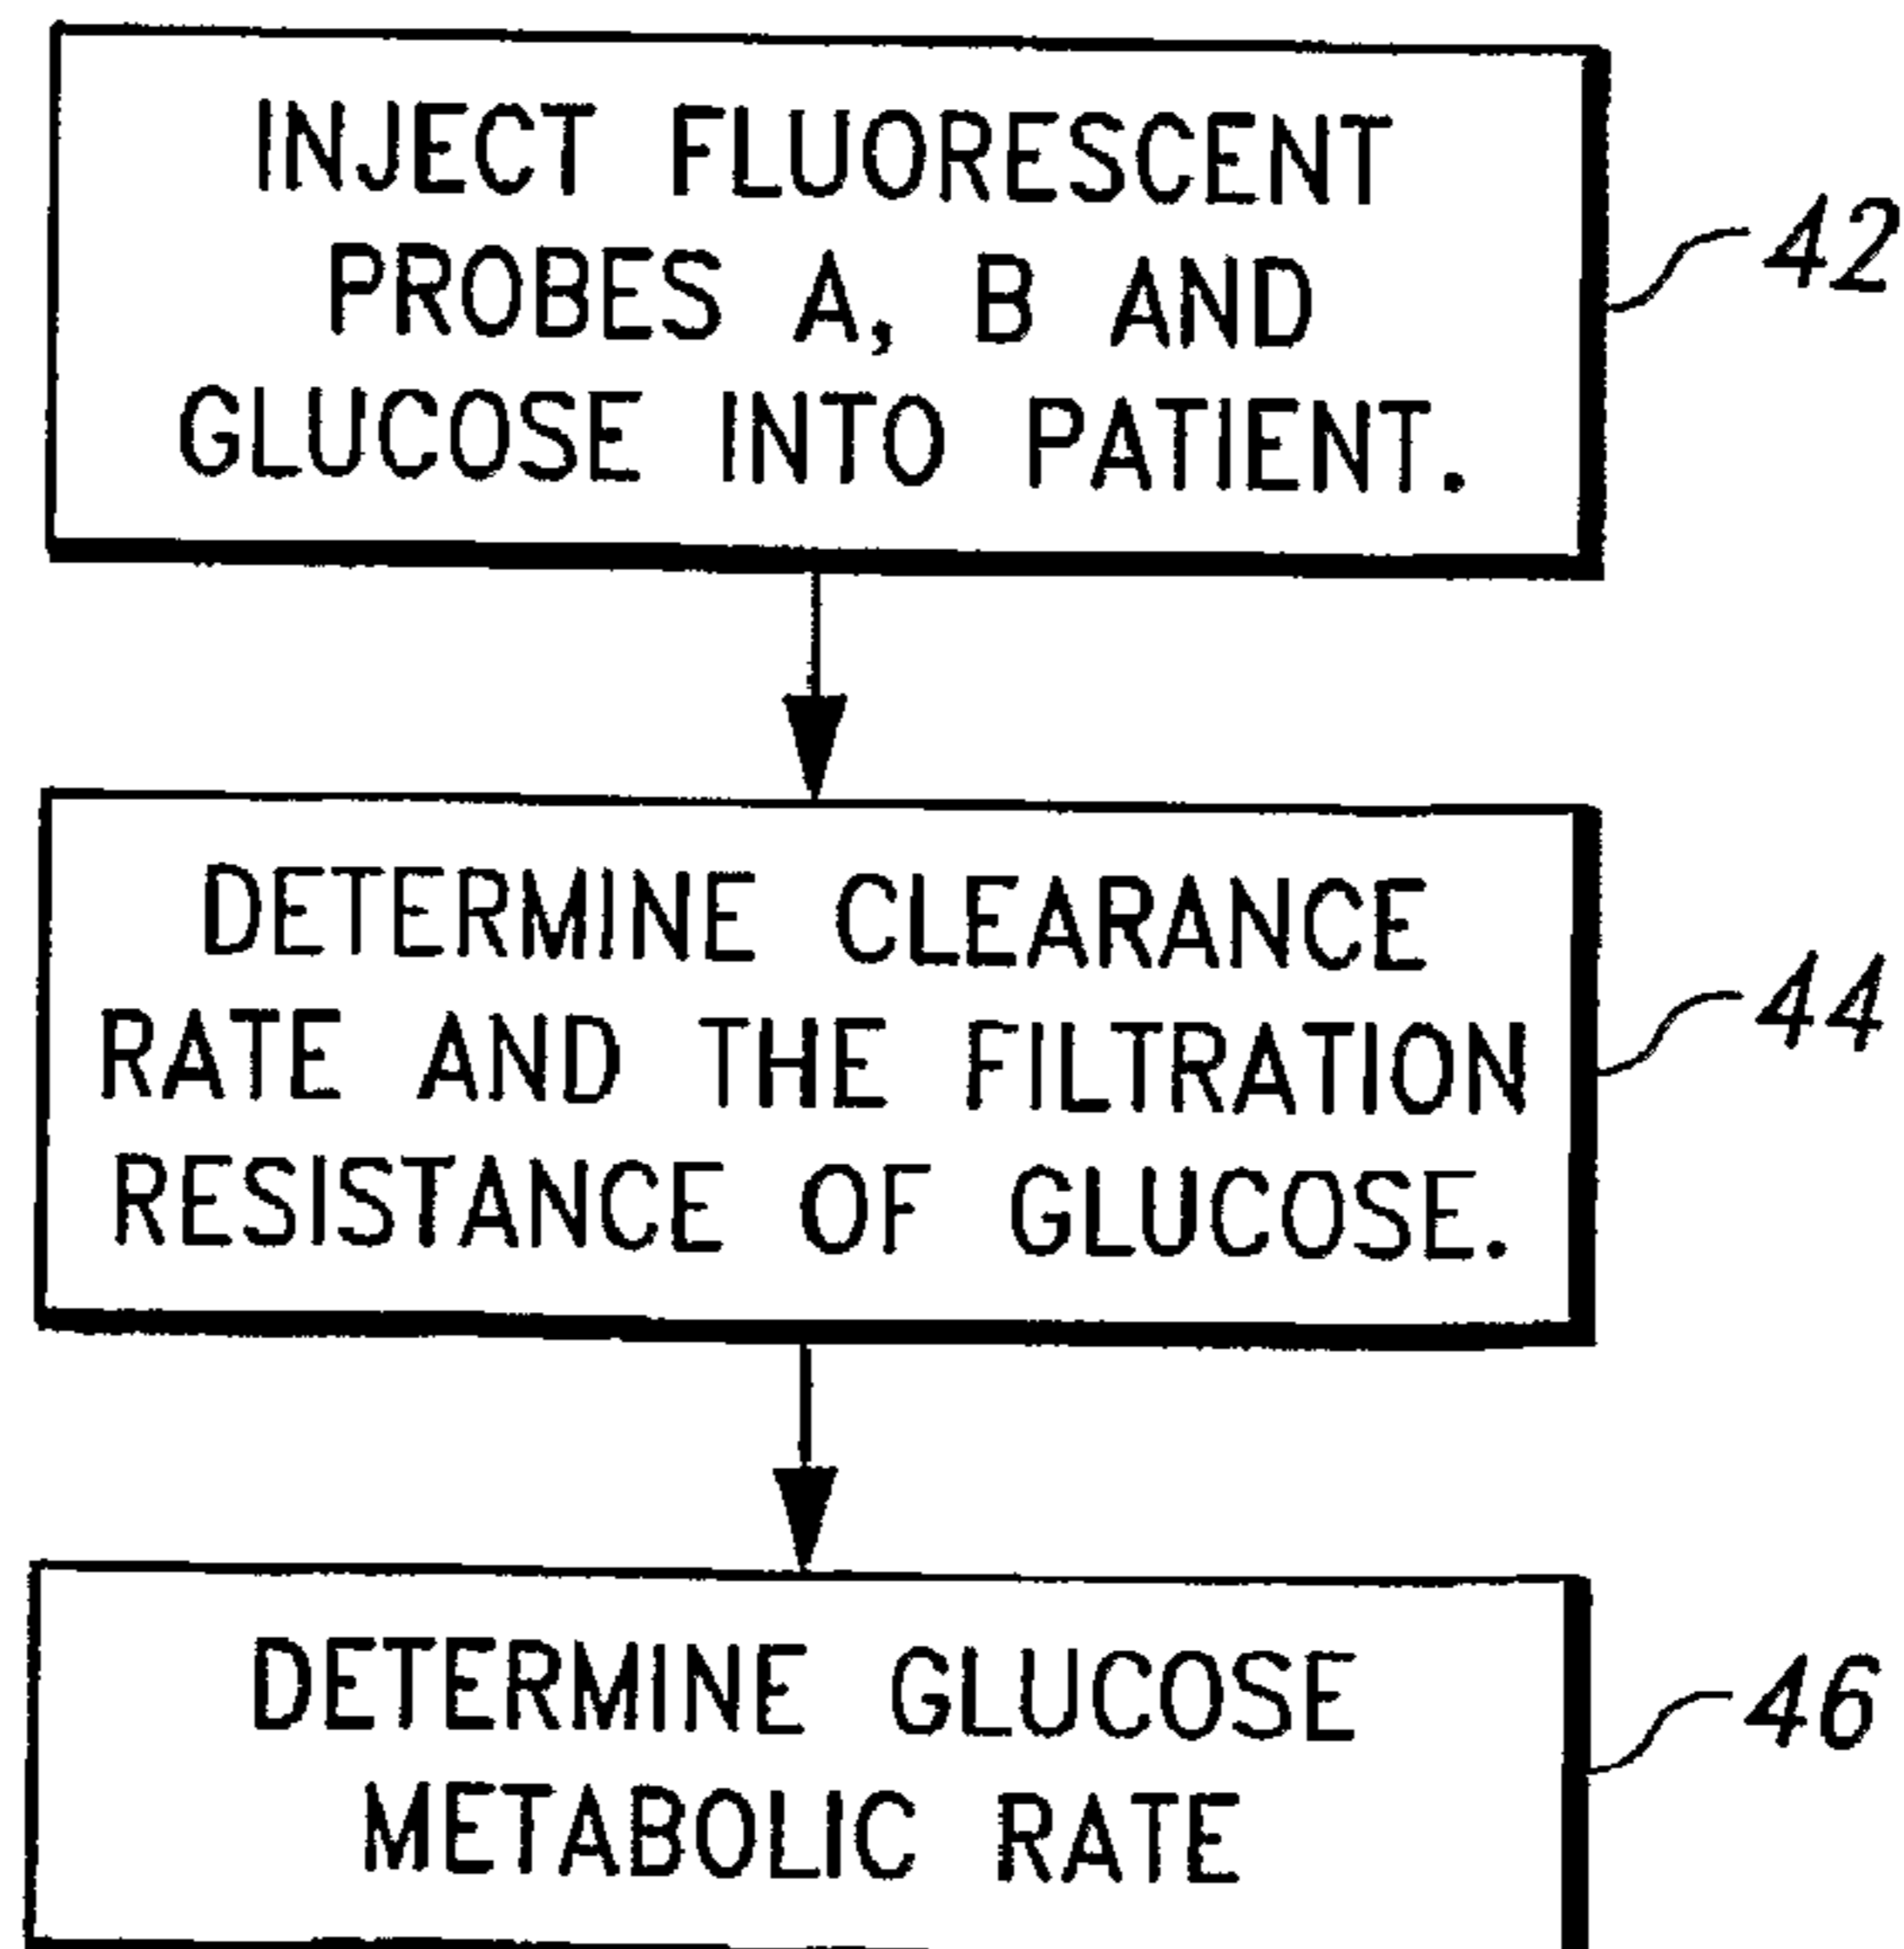 INJECT FLUORESCENT
PROBES A, B AND
GLUCOSE INTO PATIENT.
42
DETERMINE CLEARANCE
RATE AND THE FILTRATION
RESISTANCE OF GLUCOSE.
44
DETERMINE GLUCOSE
METABOLIC RATE
46